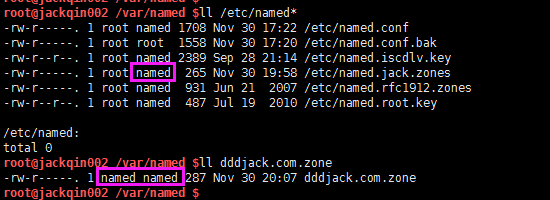 root@jackqin002 /var/named $ll /etc/named*
-rw-r-----. 1 root named 1708 Nov 30 17:22 /etc/named.conf
-rw-r-----. 1 root root  1558 Nov 30 17:20 /etc/named.conf.bak
-rw-r--r--. 1 root named 2389 Sep 28 21:14 /etc/named.iscdlv.key
-rw-r-----. 1 root named  265 Nov 30 19:58 /etc/named.jack.zones
-rw-r-----. 1 root named  931 Jun 21  2007 /etc/named.rfc1912.zones
-rw-r--r--. 1 root named  487 Jul 19  2010 /etc/named.root.key
/etc/named:
total 0
root@jackqin002 /var/named $ll dddjack.com.zone
-rw-r-----. 1 named named 287 Nov 30 20:07 dddjack.com.zone
root@jackqin002 /var/named $